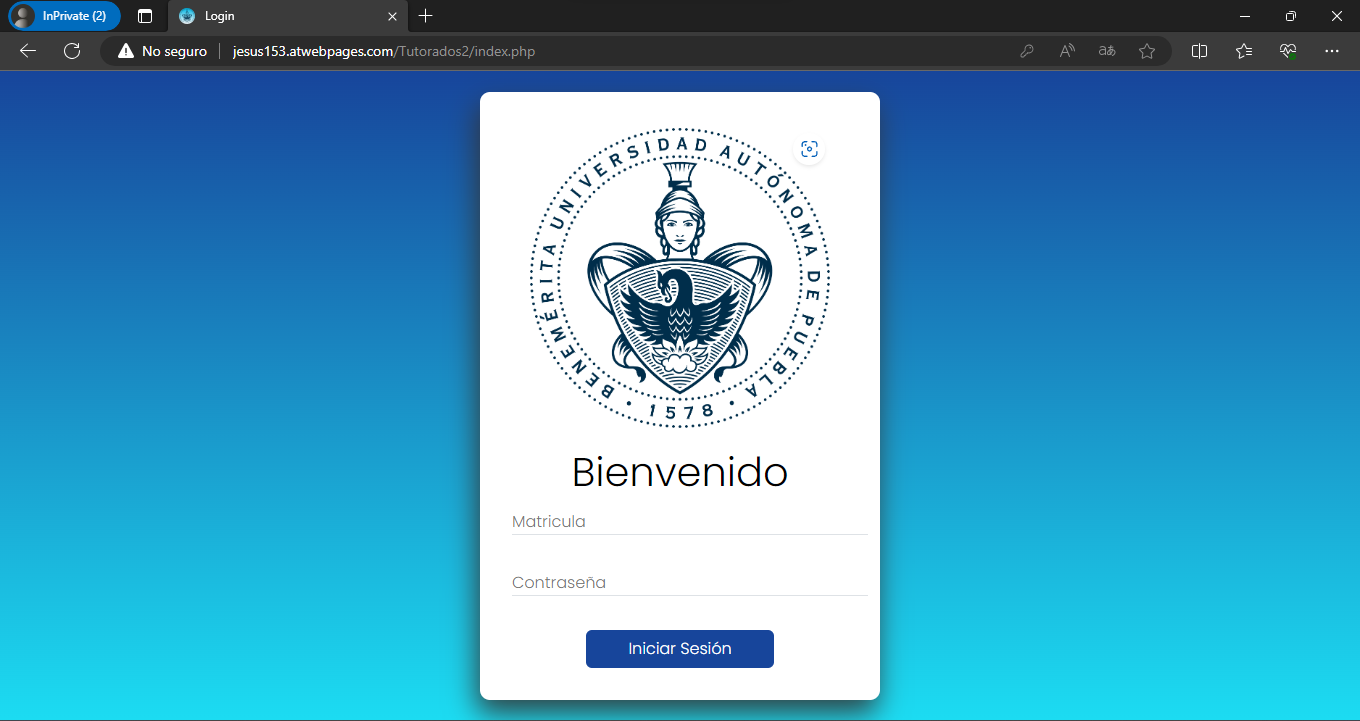 InPrivate (2)
Login
No seguro
jesus153.atwebpages.com/Tutorados2/index.php
BENEMÉRITA UNIVERSIDAD AUTÓNOMA DE PUEBLA
• 1578 •
Bienvenido
Matricula
Contraseña
Iniciar Sesión